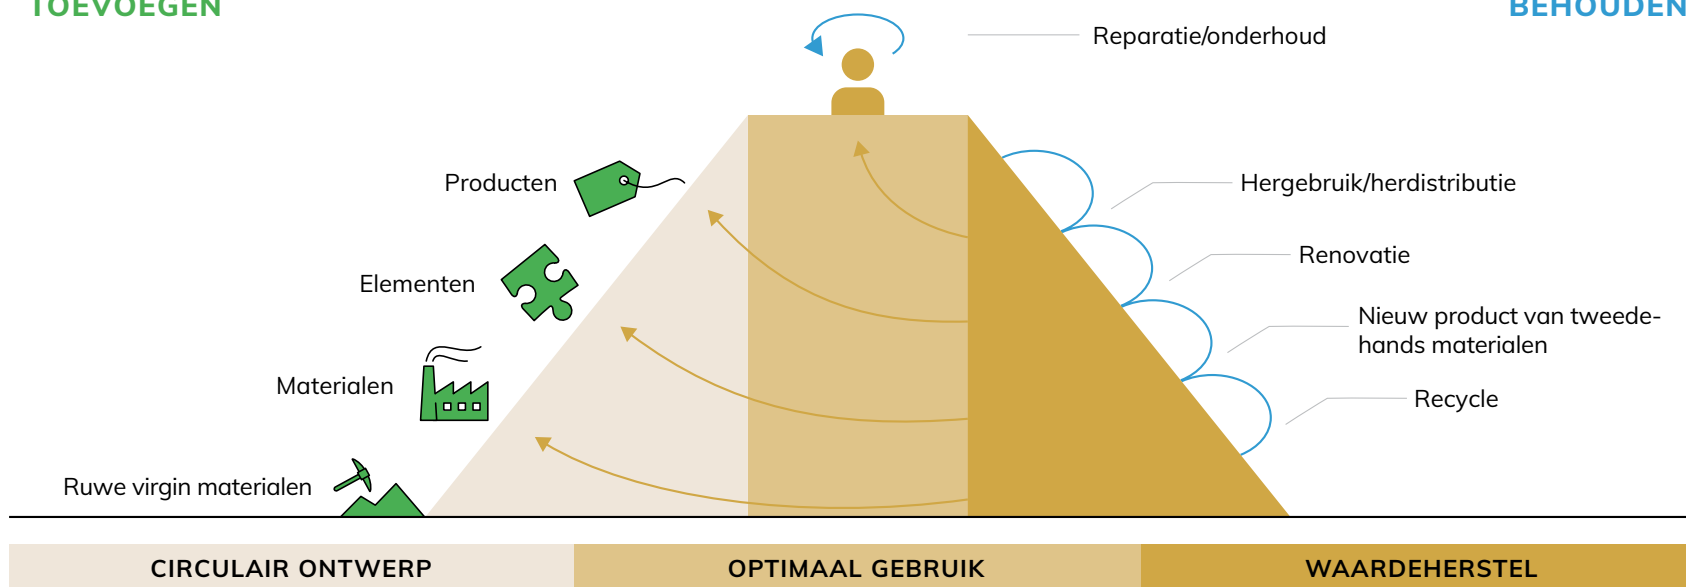 TOEVOEGEN
BEHOUDEN
Reparatie/onderhoud
Producten
Hergebruik/herdistributie
Elementen
Renovatie
Nieuw product van tweede-
hands materialen
Materialen
Recycle
Ruwe virgin materialen
CIRCULAIR ONTWERP
OPTIMAAL GEBRUIK
WAARDEHERSTEL